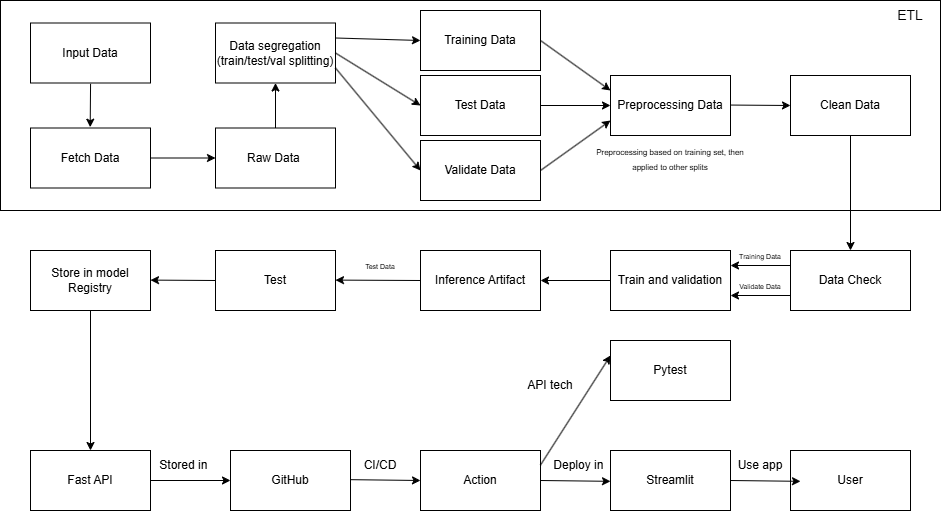 ETL
Input Data
Data segregation
(train/test/val splitting)
Training Data
Test Data
Preprocessing Data
Clean Data
Fetch Data
Raw Data
Validate Data
Preprocessing based on training set, then
applied to other splits
Store in model
Registry
Test
Test Data
Inference Artifact
Train and validation
Training Data
Validate Data
Data Check
API tech
Pytest
Fast API
Stored in
GitHub
CI/CD
Action
Deploy in
Streamlit
Use app
User